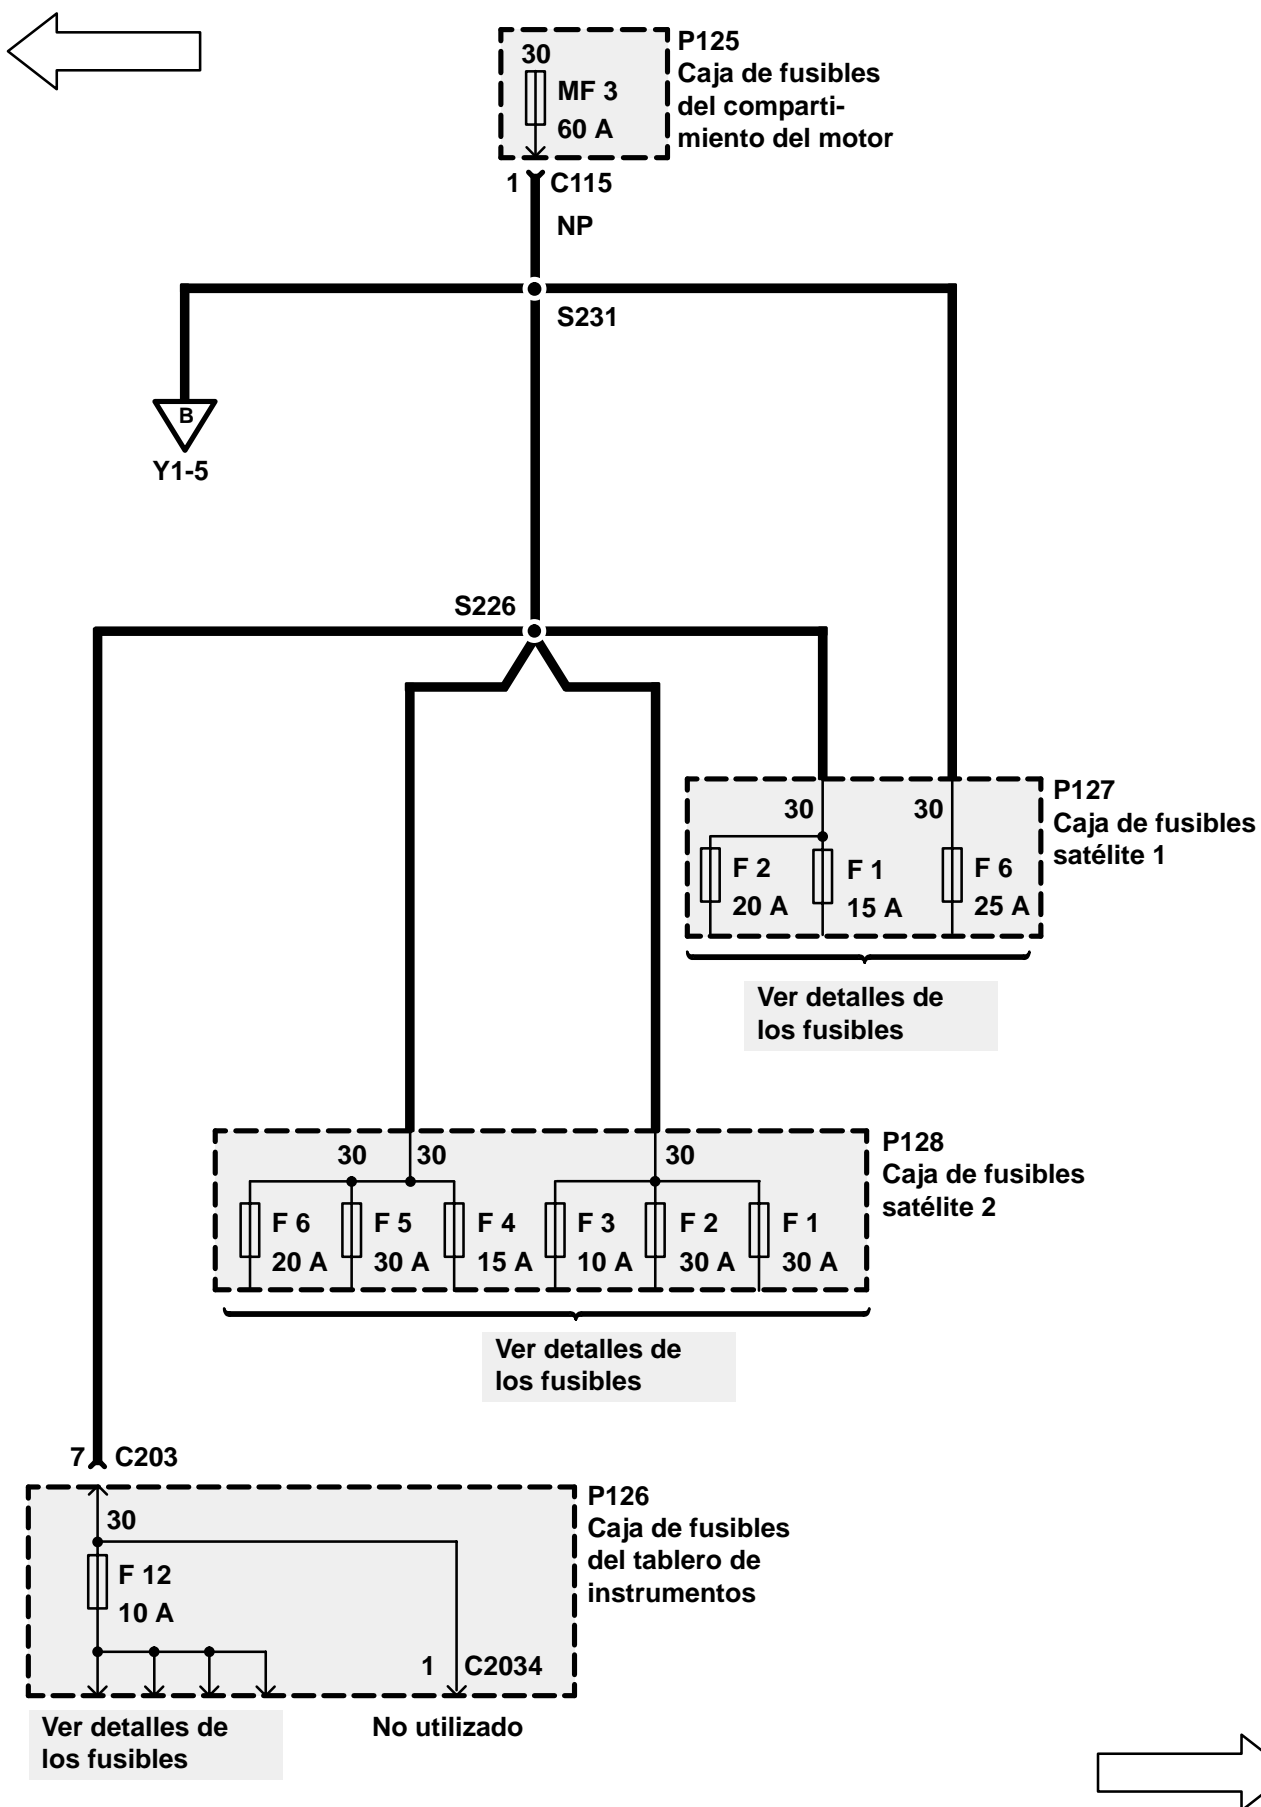 30
MF 3
60 A
P125
Caja de fusibles
del comparti-
miento del motor
1 C115
NP
S231
B
Y1-5
S226
30 30
F 2
20 A
F 1
15 A
F 6
25 A
P127
Caja de fusibles
satélite 1
Ver detalles de
los fusibles
30 30 30
F 6
20 A
F 5
30 A
F 4
15 A
F 3
10 A
F 2
30 A
F 1
30 A
P128
Caja de fusibles
satélite 2
Ver detalles de
los fusibles
7 C203
30
F 12
10 A
1 C2034
P126
Caja de fusibles
del tablero de
instrumentos
Ver detalles de
los fusibles
No utilizado